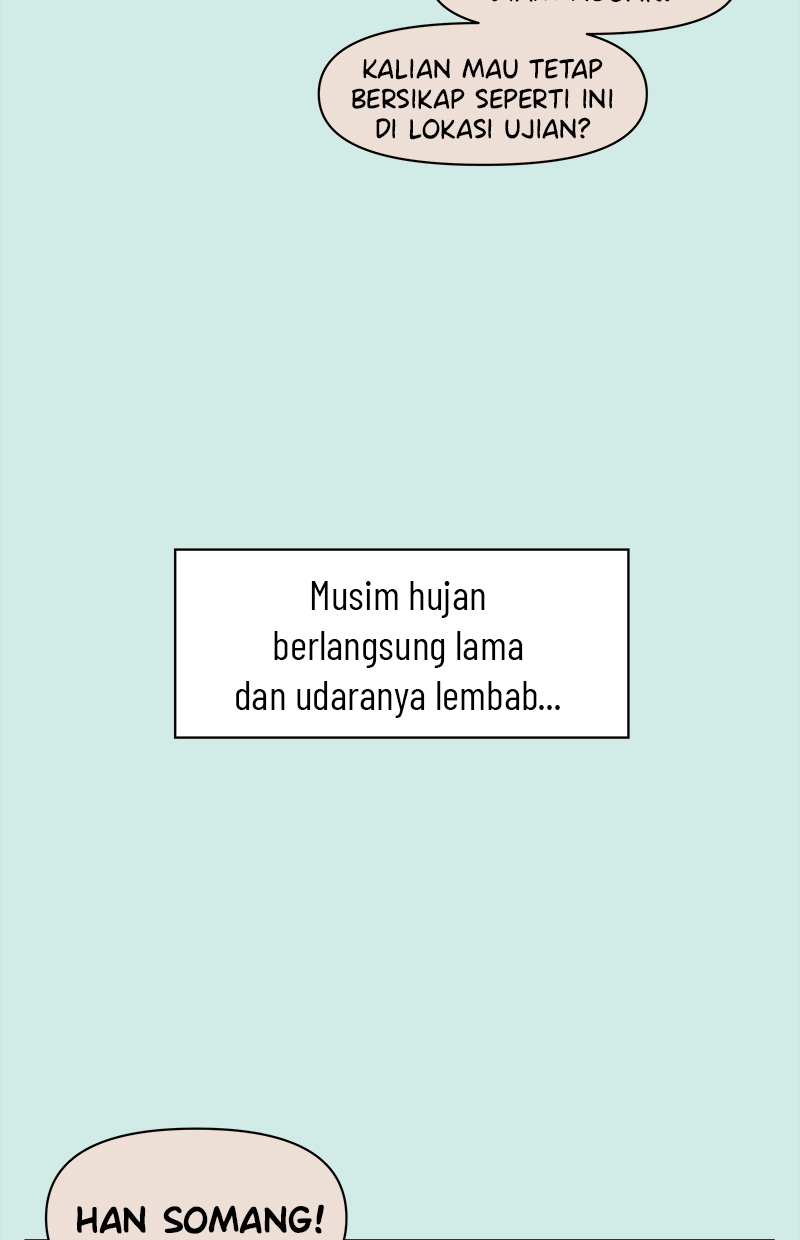 KALIAN MAU TETAP
BERSIKAP SEPERTI INI
DI LOKASI UJIAN?
Musim hujan
berlangsung lama
dan udaranya lembab...
HAN SOMANG!